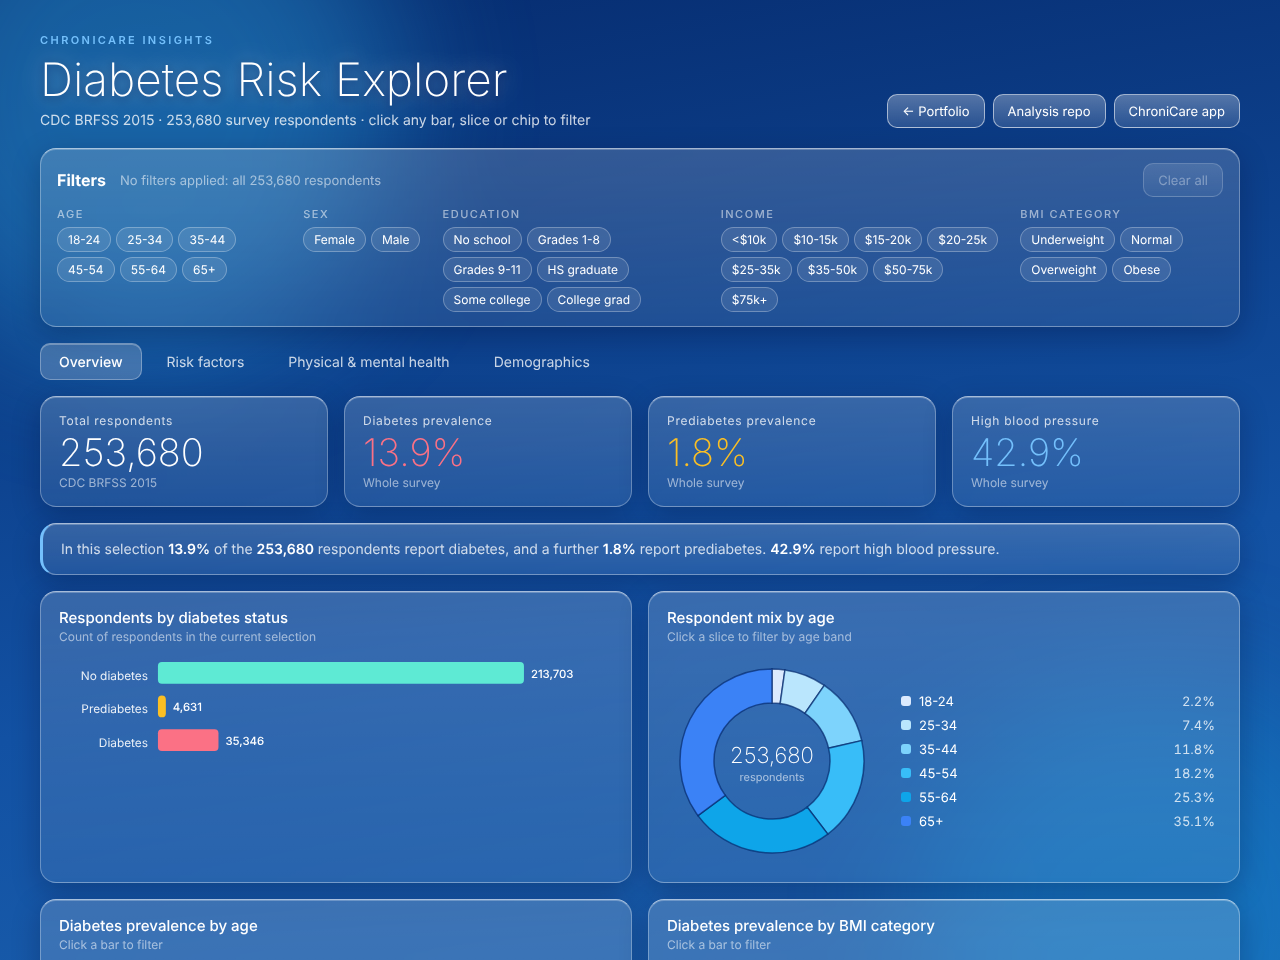 CHRONICARE INSIGHTS
Diabetes Risk Explorer
CDC BRFSS 2015 · 253,680 survey respondents · click any bar, slice or chip to filter
← Portfolio
Analysis repo
ChroniCare app
Filters
No filters applied: all 253,680 respondents
Clear all
AGE
18-24 25-34 35-44
45-54 55-64 65+
SEX
Female Male
EDUCATION
No school Grades 1-8
Grades 9-11 HS graduate
Some college College grad
INCOME
<$10k $10-15k $15-20k $20-25k
$25-35k $35-50k $50-75k
$75k+
BMI CATEGORY
Underweight Normal
Overweight Obese
Overview
Risk factors
Physical & mental health
Demographics
Total respondents
253,680
CDC BRFSS 2015
Diabetes prevalence
13.9%
Whole survey
Prediabetes prevalence
1.8%
Whole survey
High blood pressure
42.9%
Whole survey
In this selection 13.9% of the 253,680 respondents report diabetes, and a further 1.8% report prediabetes. 42.9% report high blood pressure.
Respondents by diabetes status
Count of respondents in the current selection
No diabetes 213,703
Prediabetes 4,631
Diabetes 35,346
Respondent mix by age
Click a slice to filter by age band
253,680
respondents
18-24 2.2%
25-34 7.4%
35-44 11.8%
45-54 18.2%
55-64 25.3%
65+ 35.1%
Diabetes prevalence by age
Click a bar to filter
Diabetes prevalence by BMI category
Click a bar to filter